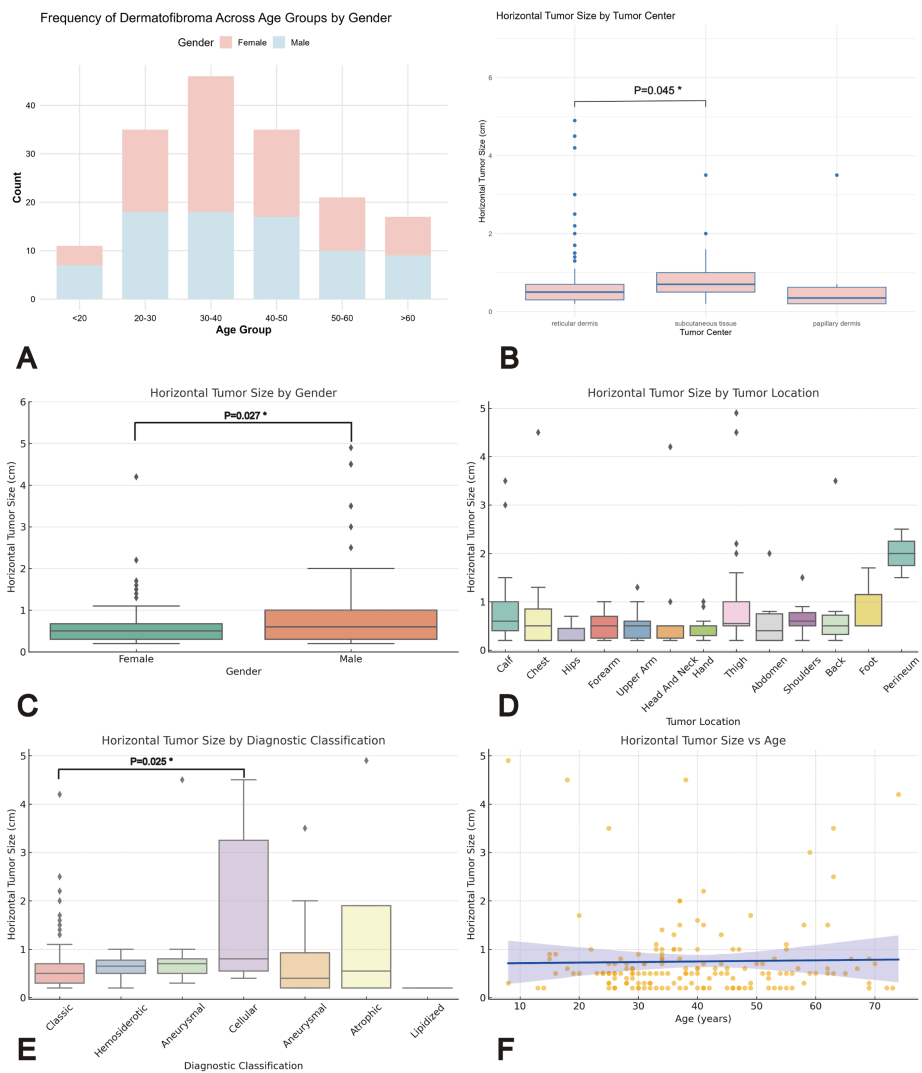 Frequency of Dermatofibroma Across Age Groups by Gender
Gender Female Male
Count
40
30
20
10
0
<20 20-30 30-40 40-50 50-60 >60
Age Group
A
Horizontal Tumor Size by Tumor Center
Horizontal Tumor Size (cm)
6
4
2
0
P=0.045 *
reticular dermis subcutaneous tissue papillary dermis
Tumor Center
B
Horizontal Tumor Size by Gender
Horizontal Tumor Size (cm)
6
5
4
3
2
1
0
P=0.027 *
Female Male
Gender
C
Horizontal Tumor Size by Tumor Location
Horizontal Tumor Size (cm)
5
4
3
2
1
0
Calf Chest Hips Forearm Upper Arm Head And Neck Hand Thigh Abdomen Shoulders Back Foot Perineum
Tumor Location
D
Horizontal Tumor Size by Diagnostic Classification
Horizontal Tumor Size (cm)
5
4
3
2
1
0
P=0.025 *
Classic Hemosiderotic Aneurysmal Cellular Aneurysmal Atrophic Lipidized
Diagnostic Classification
E
Horizontal Tumor Size vs Age
Horizontal Tumor Size (cm)
5
4
3
2
1
0
10 20 30 40 50 60 70
Age (years)
F